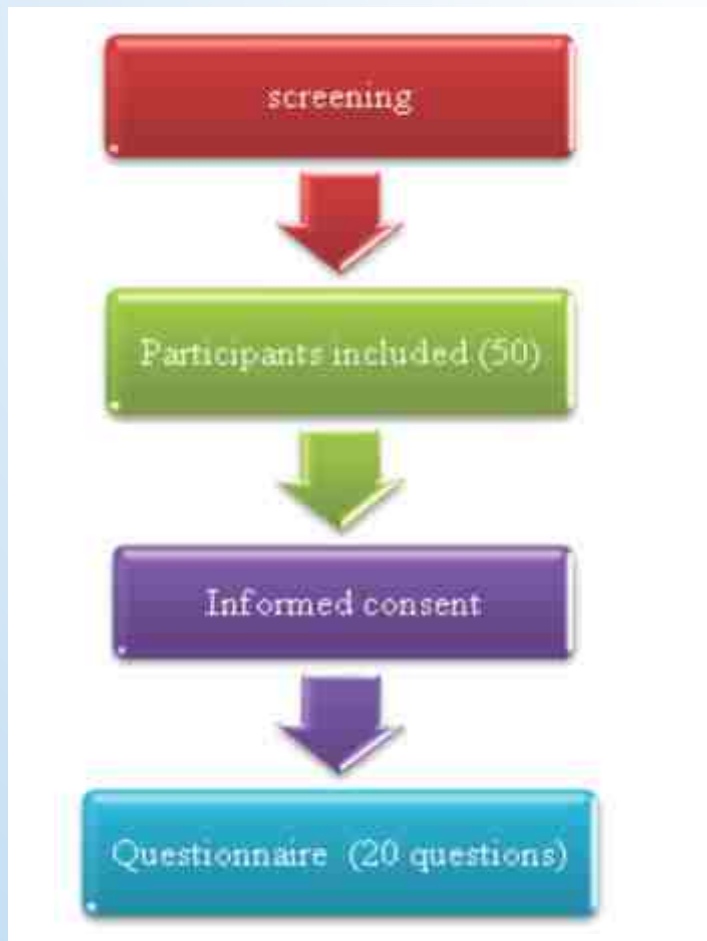 screening
Participants included (50)
Informed consent
Questionnaire (20 questions)